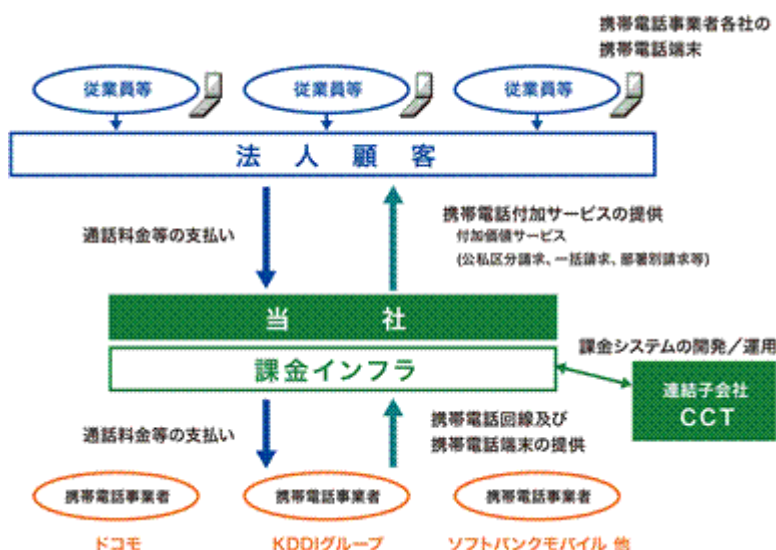 携帯電話事業者各社の
携帯電話端末
従業員等
従業員等
従業員等
法人顧客
通話料金等の支払い
携帯電話付加サービスの提供
付加価値サービス
(公私区分請求、一括請求、部署別請求等)
当社
課金インフラ
課金システムの開発／運用
連結子会社
CCT
通話料金等の支払い
携帯電話回線及び
携帯電話端末の提供
携帯電話事業者
携帯電話事業者
携帯電話事業者
ドコモ
KDDIグループ
ソフトバンクモバイル 他